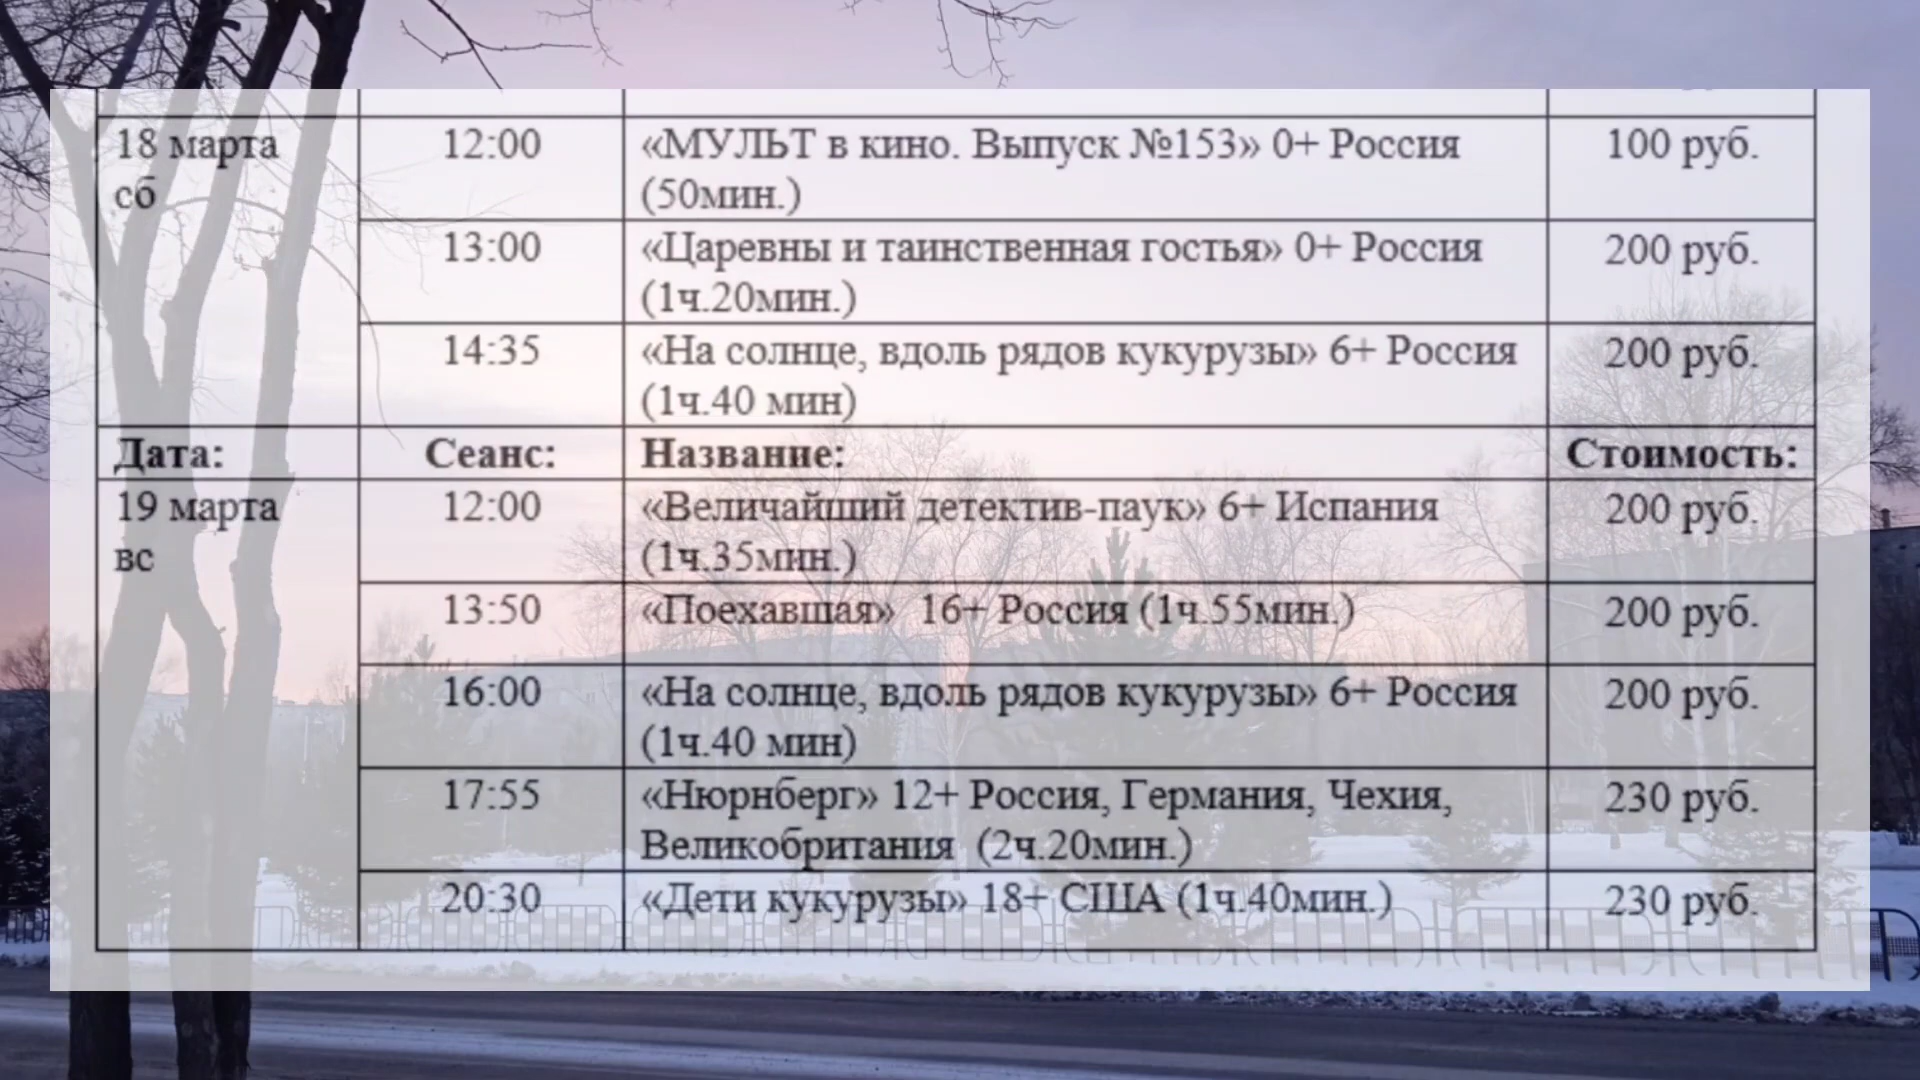 18 марта 12:00 «МУЛЬТ в кино. Выпуск №153» 0+ Россия 100 руб.
сб (50мин.)
13:00 «Царевны и таинственная гостья» 0+ Россия 200 руб.
(1ч.20мин.)
14:35 «На солнце, вдоль рядов кукурузы» 6+ Россия 200 руб.
(1ч.40 мин)
Дата: Сеанс: Название: Стоимость:
19 марта 12:00 «Величайший детектив-паук» 6+ Испания 200 руб.
вс (1ч.35мин.)
13:50 «Поехавшая» 16+ Россия (1ч.55мин.) 200 руб.
16:00 «На солнце, вдоль рядов кукурузы» 6+ Россия 200 руб.
(1ч.40 мин)
17:55 «Нюрнберг» 12+ Россия, Германия, Чехия, 230 руб.
Великобритания (2ч.20мин.)
20:30 «Дети кукурузы» 18+ США (1ч.40мин.) 230 руб.